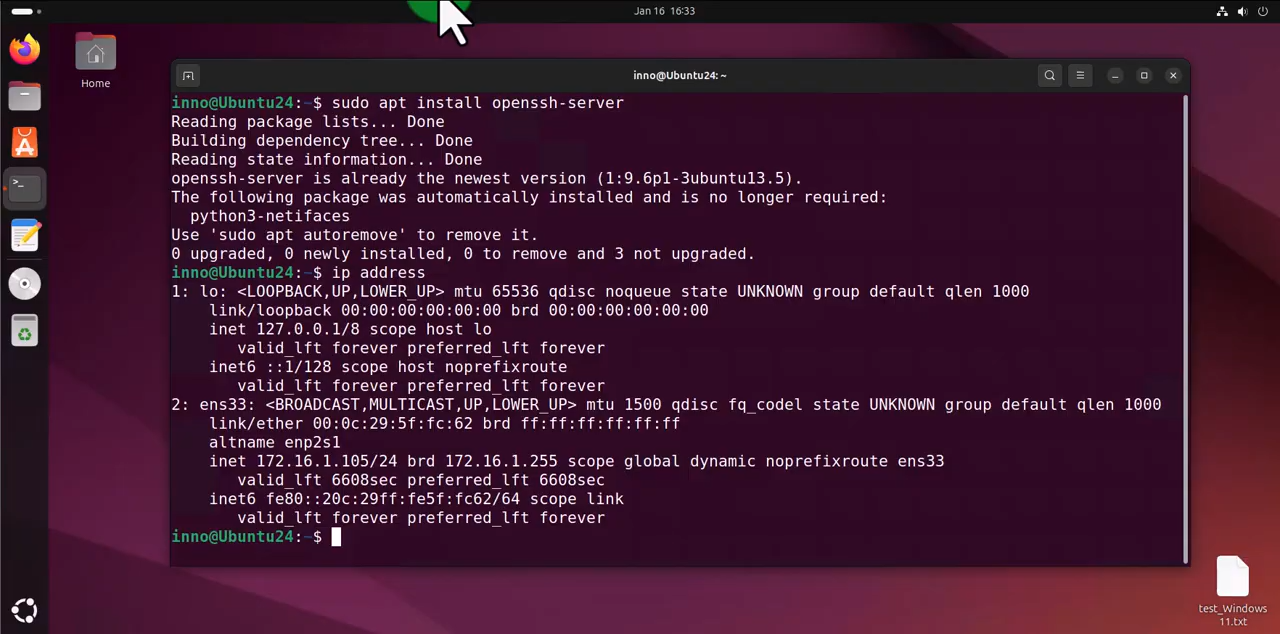 Jan 16 16:33
Home
inno@Ubuntu24: ~
inno@Ubuntu24:~$ sudo apt install openssh-server
Reading package lists... Done
Building dependency tree... Done
Reading state information... Done
openssh-server is already the newest version (1:9.6p1-3ubuntu13.5).
The following package was automatically installed and is no longer required:
  python3-netifaces
Use 'sudo apt autoremove' to remove it.
0 upgraded, 0 newly installed, 0 to remove and 3 not upgraded.
inno@Ubuntu24:~$ ip address
1: lo: <LOOPBACK,UP,LOWER_UP> mtu 65536 qdisc noqueue state UNKNOWN group default qlen 1000
    link/loopback 00:00:00:00:00:00 brd 00:00:00:00:00:00
    inet 127.0.0.1/8 scope host lo
       valid_lft forever preferred_lft forever
    inet6 ::1/128 scope host noprefixroute
       valid_lft forever preferred_lft forever
2: ens33: <BROADCAST,MULTICAST,UP,LOWER_UP> mtu 1500 qdisc fq_codel state UNKNOWN group default qlen 1000
    link/ether 00:0c:29:5f:fc:62 brd ff:ff:ff:ff:ff:ff
    altname enp2s1
    inet 172.16.1.105/24 brd 172.16.1.255 scope global dynamic noprefixroute ens33
       valid_lft 6608sec preferred_lft 6608sec
    inet6 fe80::20c:29ff:fe5f:fc62/64 scope link
       valid_lft forever preferred_lft forever
inno@Ubuntu24:~$
test_Windows
11.txt